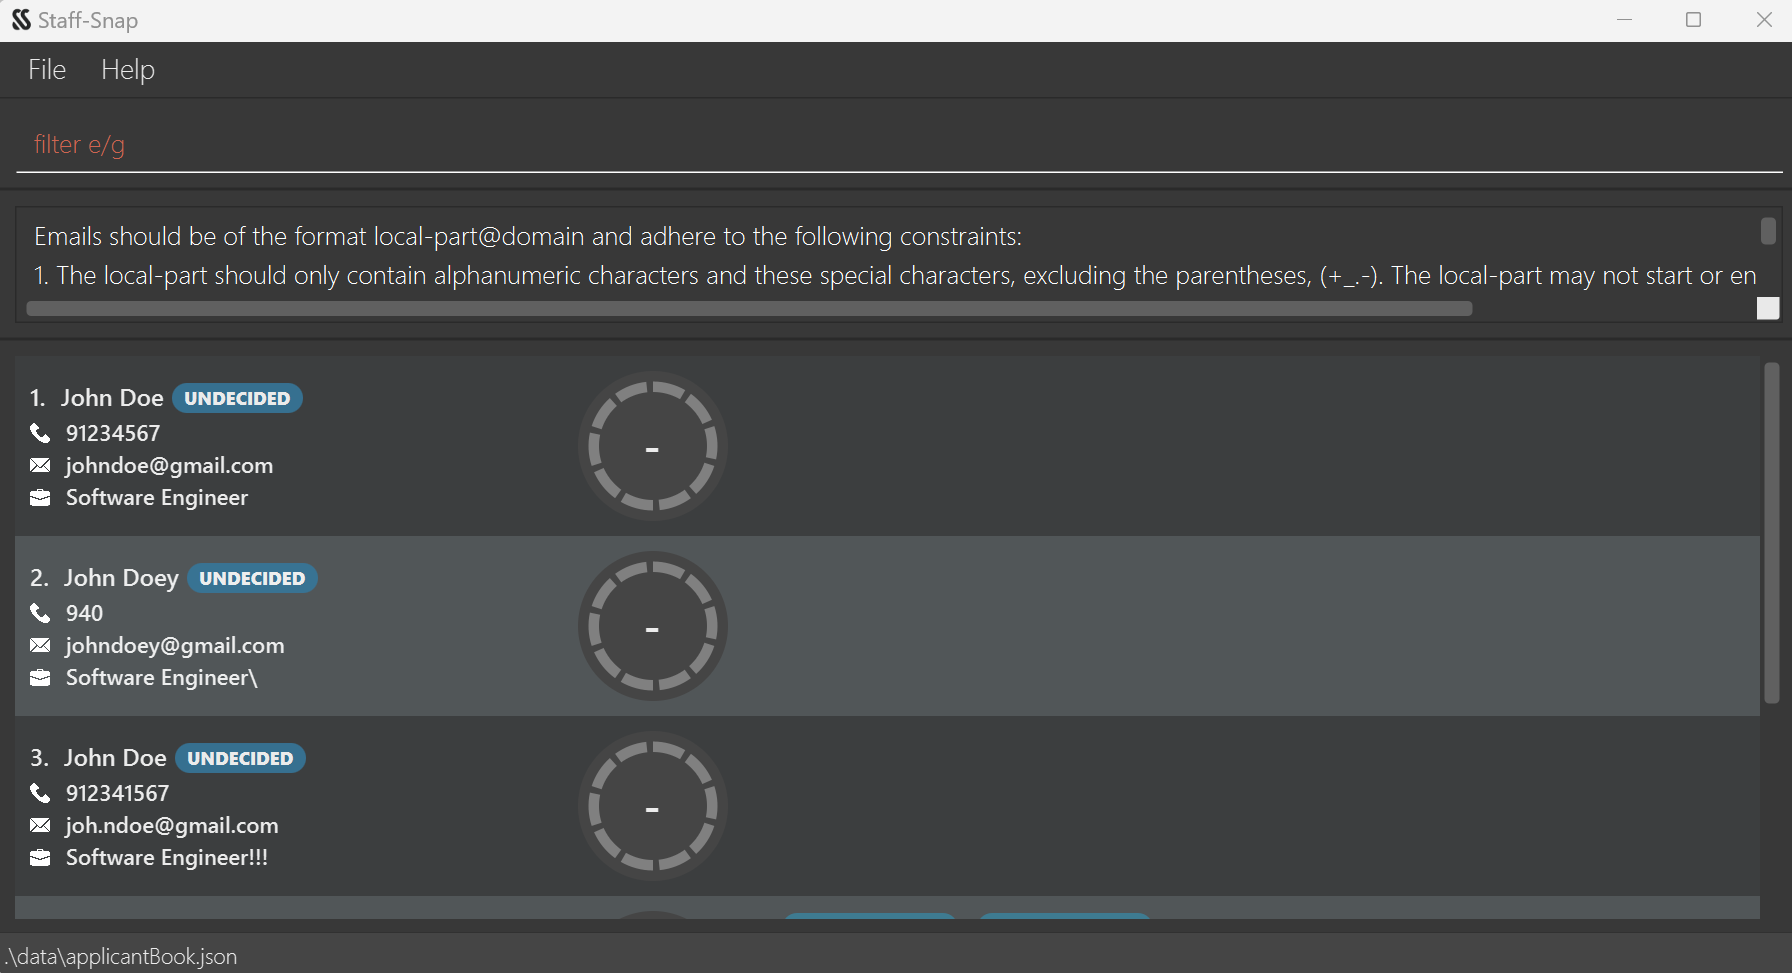 Staff-Snap
File Help
filter e/g
Emails should be of the format local-part@domain and adhere to the following constraints:
1. The local-part should only contain alphanumeric characters and these special characters, excluding the parentheses, (+_.-). The local-part may not start or en
1. John Doe UNDECIDED
91234567
johndoe@gmail.com
Software Engineer
-
2. John Doey UNDECIDED
940
johndoey@gmail.com
Software Engineer\
-
3. John Doe UNDECIDED
912341567
joh.ndoe@gmail.com
Software Engineer!!!
-
.\data\applicantBook.json